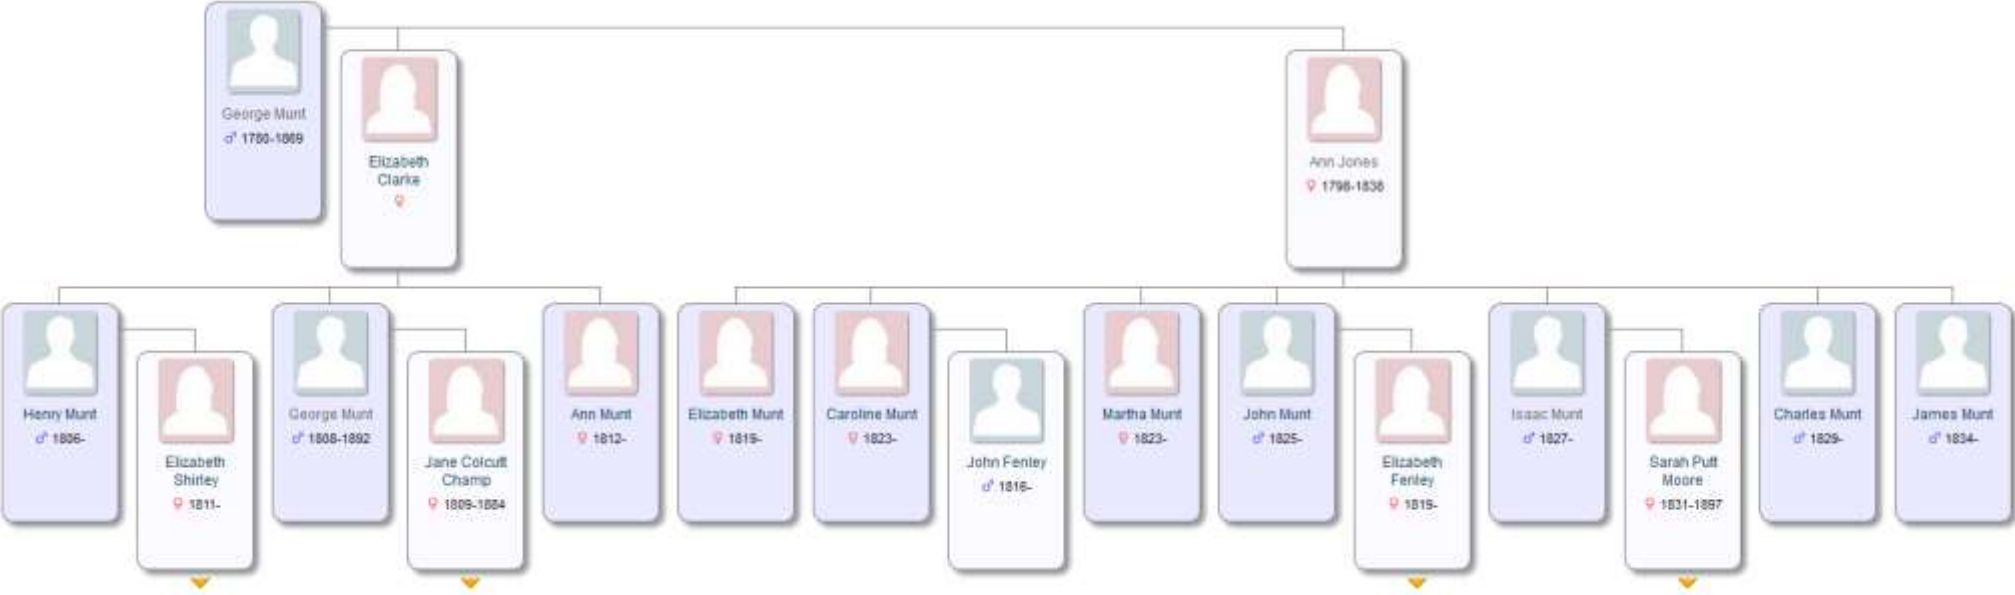 George Munt
♂ 1780-1869
Elizabeth
Clarke
♀
Ann Jones
♀ 1798-1838
Henry Munt
♂ 1806-
Elizabeth
Shirley
♀ 1811-
George Munt
♂ 1808-1892
Jane Colcutt
Champ
♀ 1809-1884
Ann Munt
♀ 1812-
Elizabeth Munt
♀ 1819-
Caroline Munt
♀ 1823-
John Fenley
♂ 1816-
Martha Munt
♀ 1823-
John Munt
♂ 1825-
Elizabeth
Fenley
♀ 1819-
Isaac Munt
♂ 1827-
Sarah Putt
Moore
♀ 1831-1897
Charles Munt
♂ 1829-
James Munt
♂ 1834-